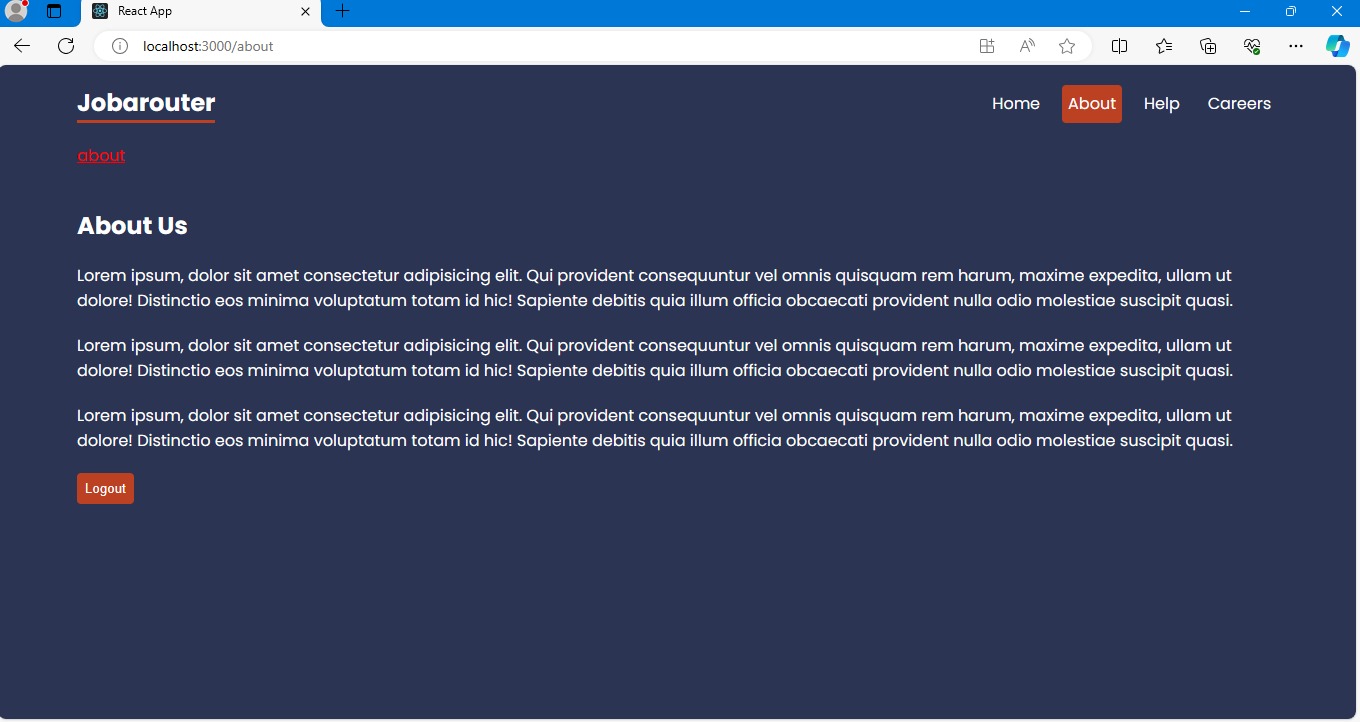 React App
localhost:3000/about
Jobarouter
Home About Help Careers
about
About Us
Lorem ipsum, dolor sit amet consectetur adipisicing elit. Qui provident consequuntur vel omnis quisquam rem harum, maxime expedita, ullam ut
dolore! Distinctio eos minima voluptatum totam id hic! Sapiente debitis quia illum officia obcaecati provident nulla odio molestiae suscipit quasi.
Lorem ipsum, dolor sit amet consectetur adipisicing elit. Qui provident consequuntur vel omnis quisquam rem harum, maxime expedita, ullam ut
dolore! Distinctio eos minima voluptatum totam id hic! Sapiente debitis quia illum officia obcaecati provident nulla odio molestiae suscipit quasi.
Lorem ipsum, dolor sit amet consectetur adipisicing elit. Qui provident consequuntur vel omnis quisquam rem harum, maxime expedita, ullam ut
dolore! Distinctio eos minima voluptatum totam id hic! Sapiente debitis quia illum officia obcaecati provident nulla odio molestiae suscipit quasi.
Logout